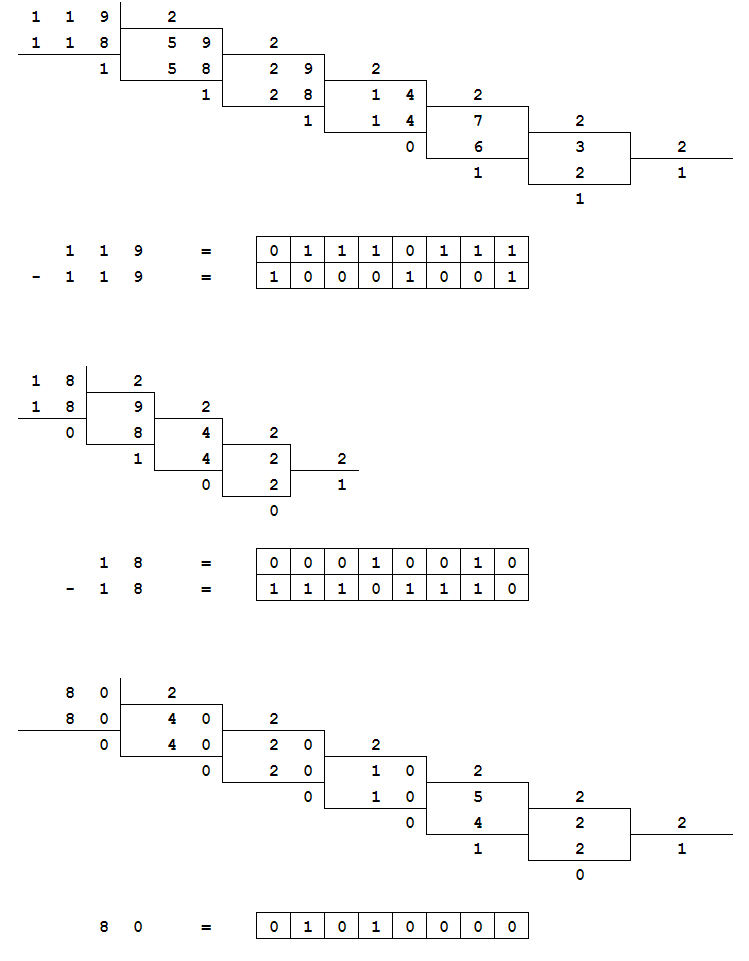 1 1 9 2
1 1 8 5 9 2
1 5 8 2 9 2
1 2 8 1 4 2
1 1 4 7 2
0 6 3 2
1 2 1
1
1 1 9 = 0 1 1 1 0 1 1 1
- 1 1 9 = 1 0 0 0 1 0 0 1
1 8 2
1 8 9 2
0 8 4 2
1 4 2 2
0 2 1
0
1 8 = 0 0 0 1 0 0 1 0
- 1 8 = 1 1 1 0 1 1 1 0
8 0 2
8 0 4 0 2
0 4 0 2 0 2
0 2 0 1 0 2
0 1 0 5 2
0 4 2 2
1 2 1
0
8 0 = 0 1 0 1 0 0 0 0